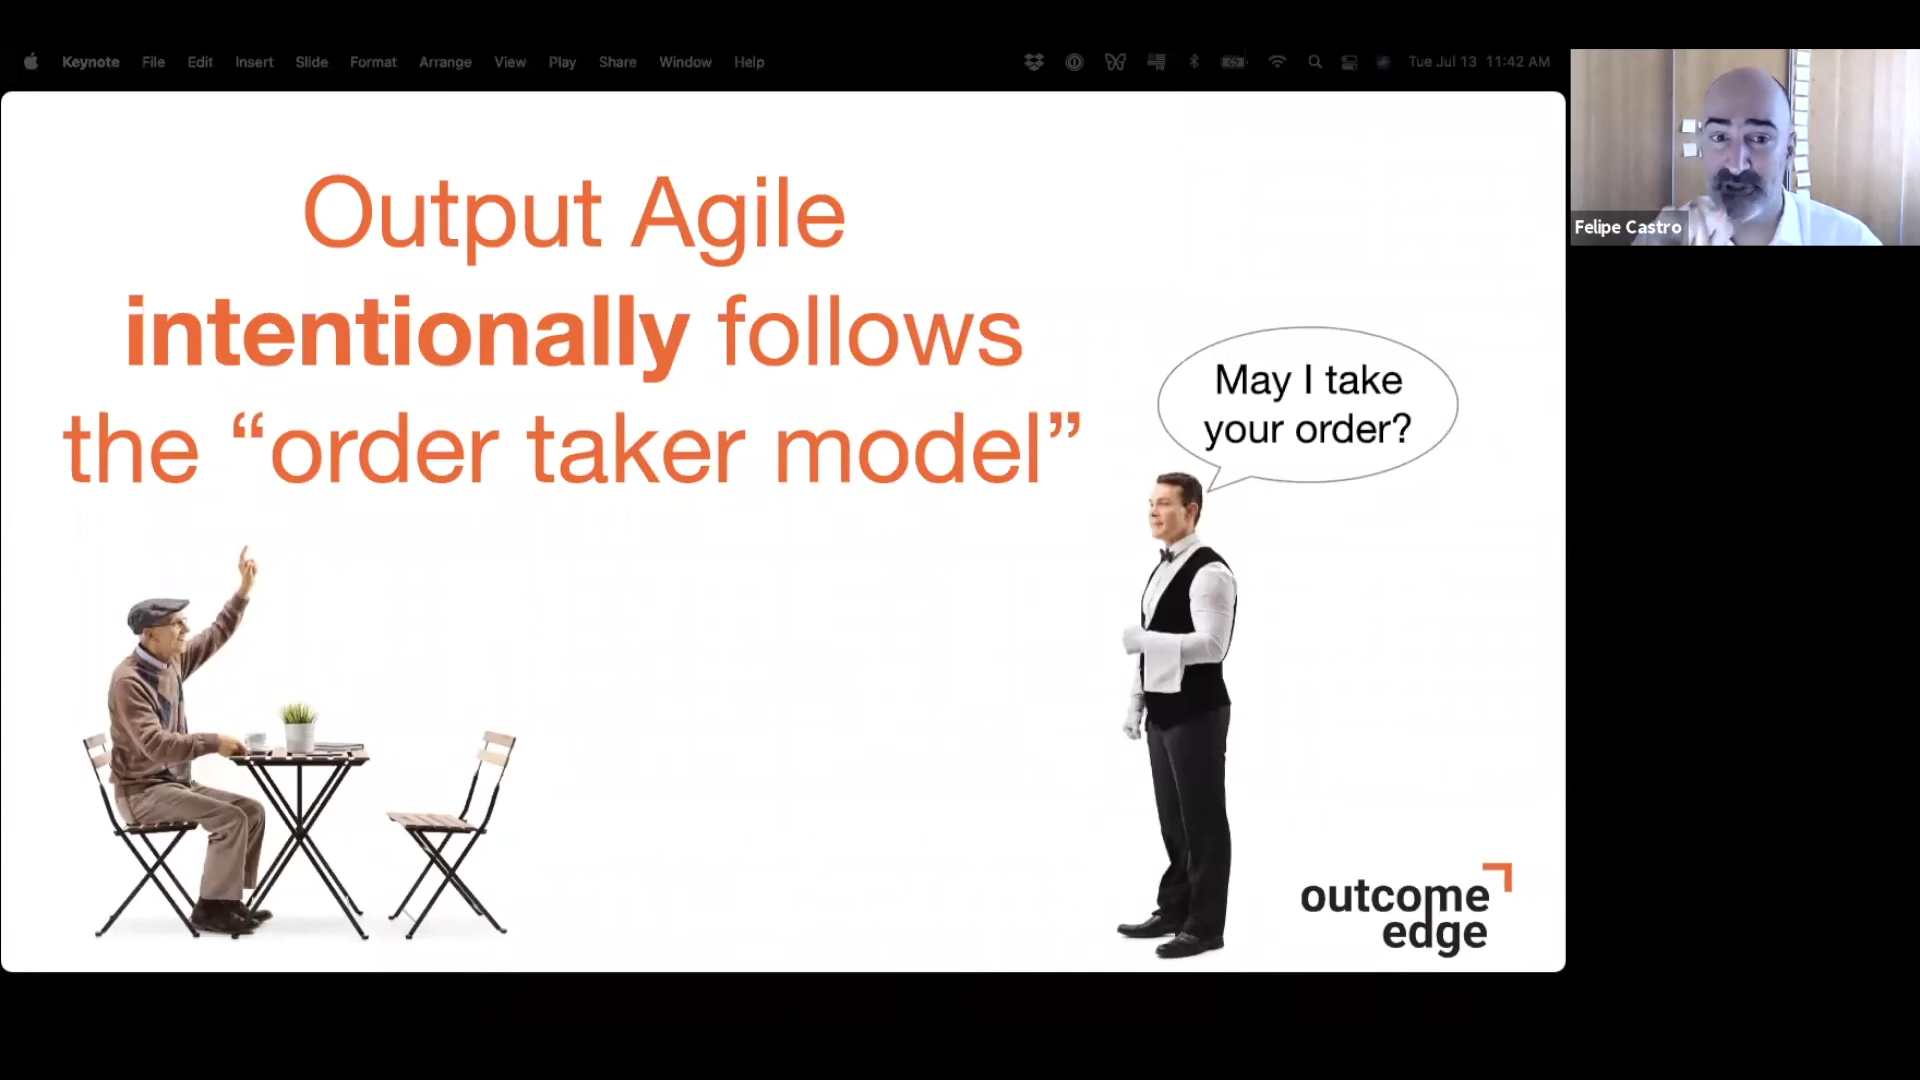 Keynote File Edit Insert Slide Format Arrange View Play Share Window Help Tue Jul 13 11:42 AM
Output Agile
intentionally follows
the “order taker model”
May I take
your order?
outcome
edge
Felipe Castro